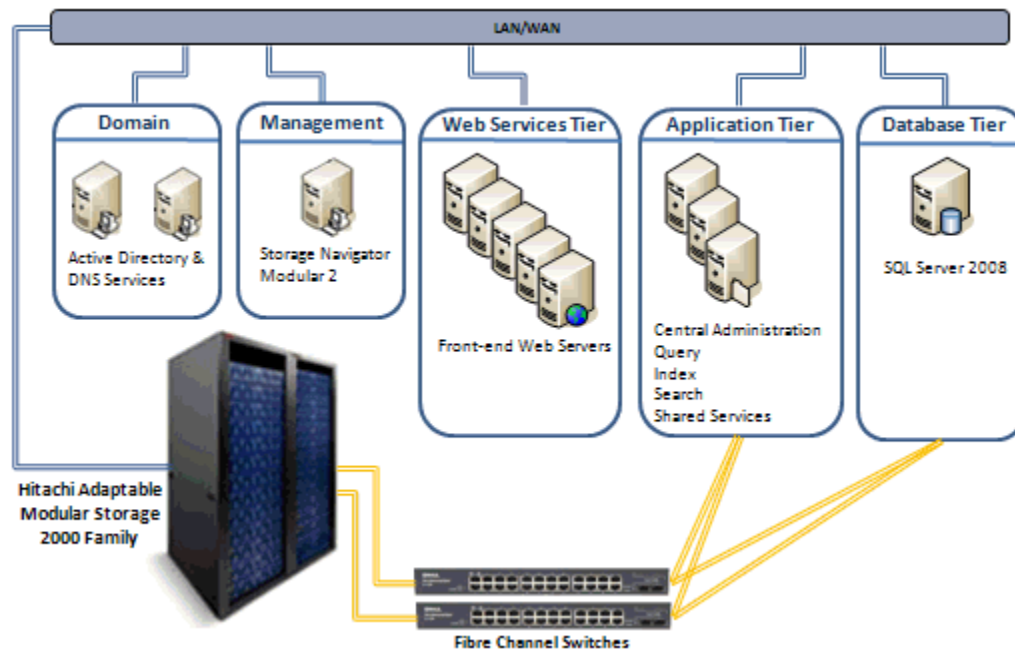 LAN/WAN
Domain
Active Directory &
DNS Services
Management
Storage Navigator
Modular 2
Web Services Tier
Front-end Web Servers
Application Tier
Central Administration
Query
Index
Search
Shared Services
Database Tier
SQL Server 2008
Hitachi Adaptable
Modular Storage
2000 Family
Fibre Channel Switches